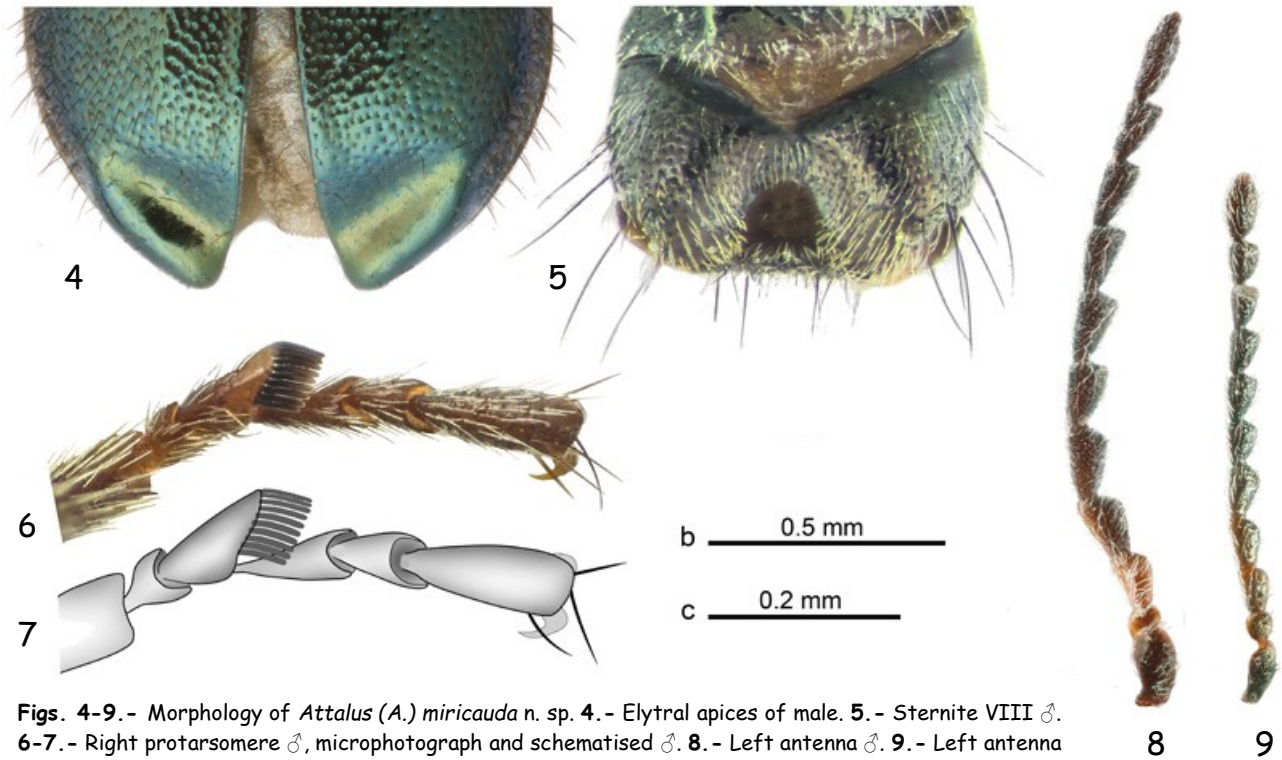 4
5
6
7
b 0.5 mm
c 0.2 mm
8
9
Figs. 4-9.- Morphology of Attalus (A.) miricauda n. sp. 4.- Elytral apices of male. 5.- Sternite VIII ♂.
6-7.- Right protarsomere ♂, microphotograph and schematised ♂. 8.- Left antenna ♂. 9.- Left antenna